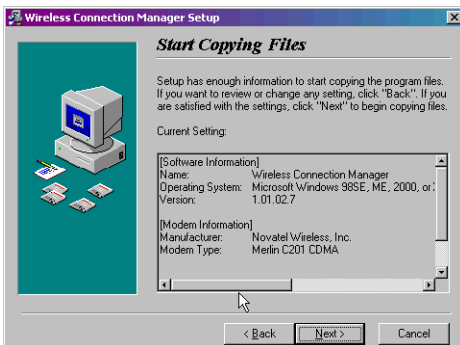 Wireless Connection Manager Setup
Start Copying Files
Setup has enough information to start copying the program files.
If you want to review or change any setting, click "Back". If you
are satisfied with the settings, click "Next" to begin copying files.
Current Setting:
[Software Information]
Name: Wireless Connection Manager
Operating System: Microsoft Windows 98SE, ME, 2000, or
Version: 1.01.02.7
[Modem Information]
Manufacturer: Novatel Wireless, Inc.
Modem Type: Merlin C201 CDMA
< Back Next > Cancel